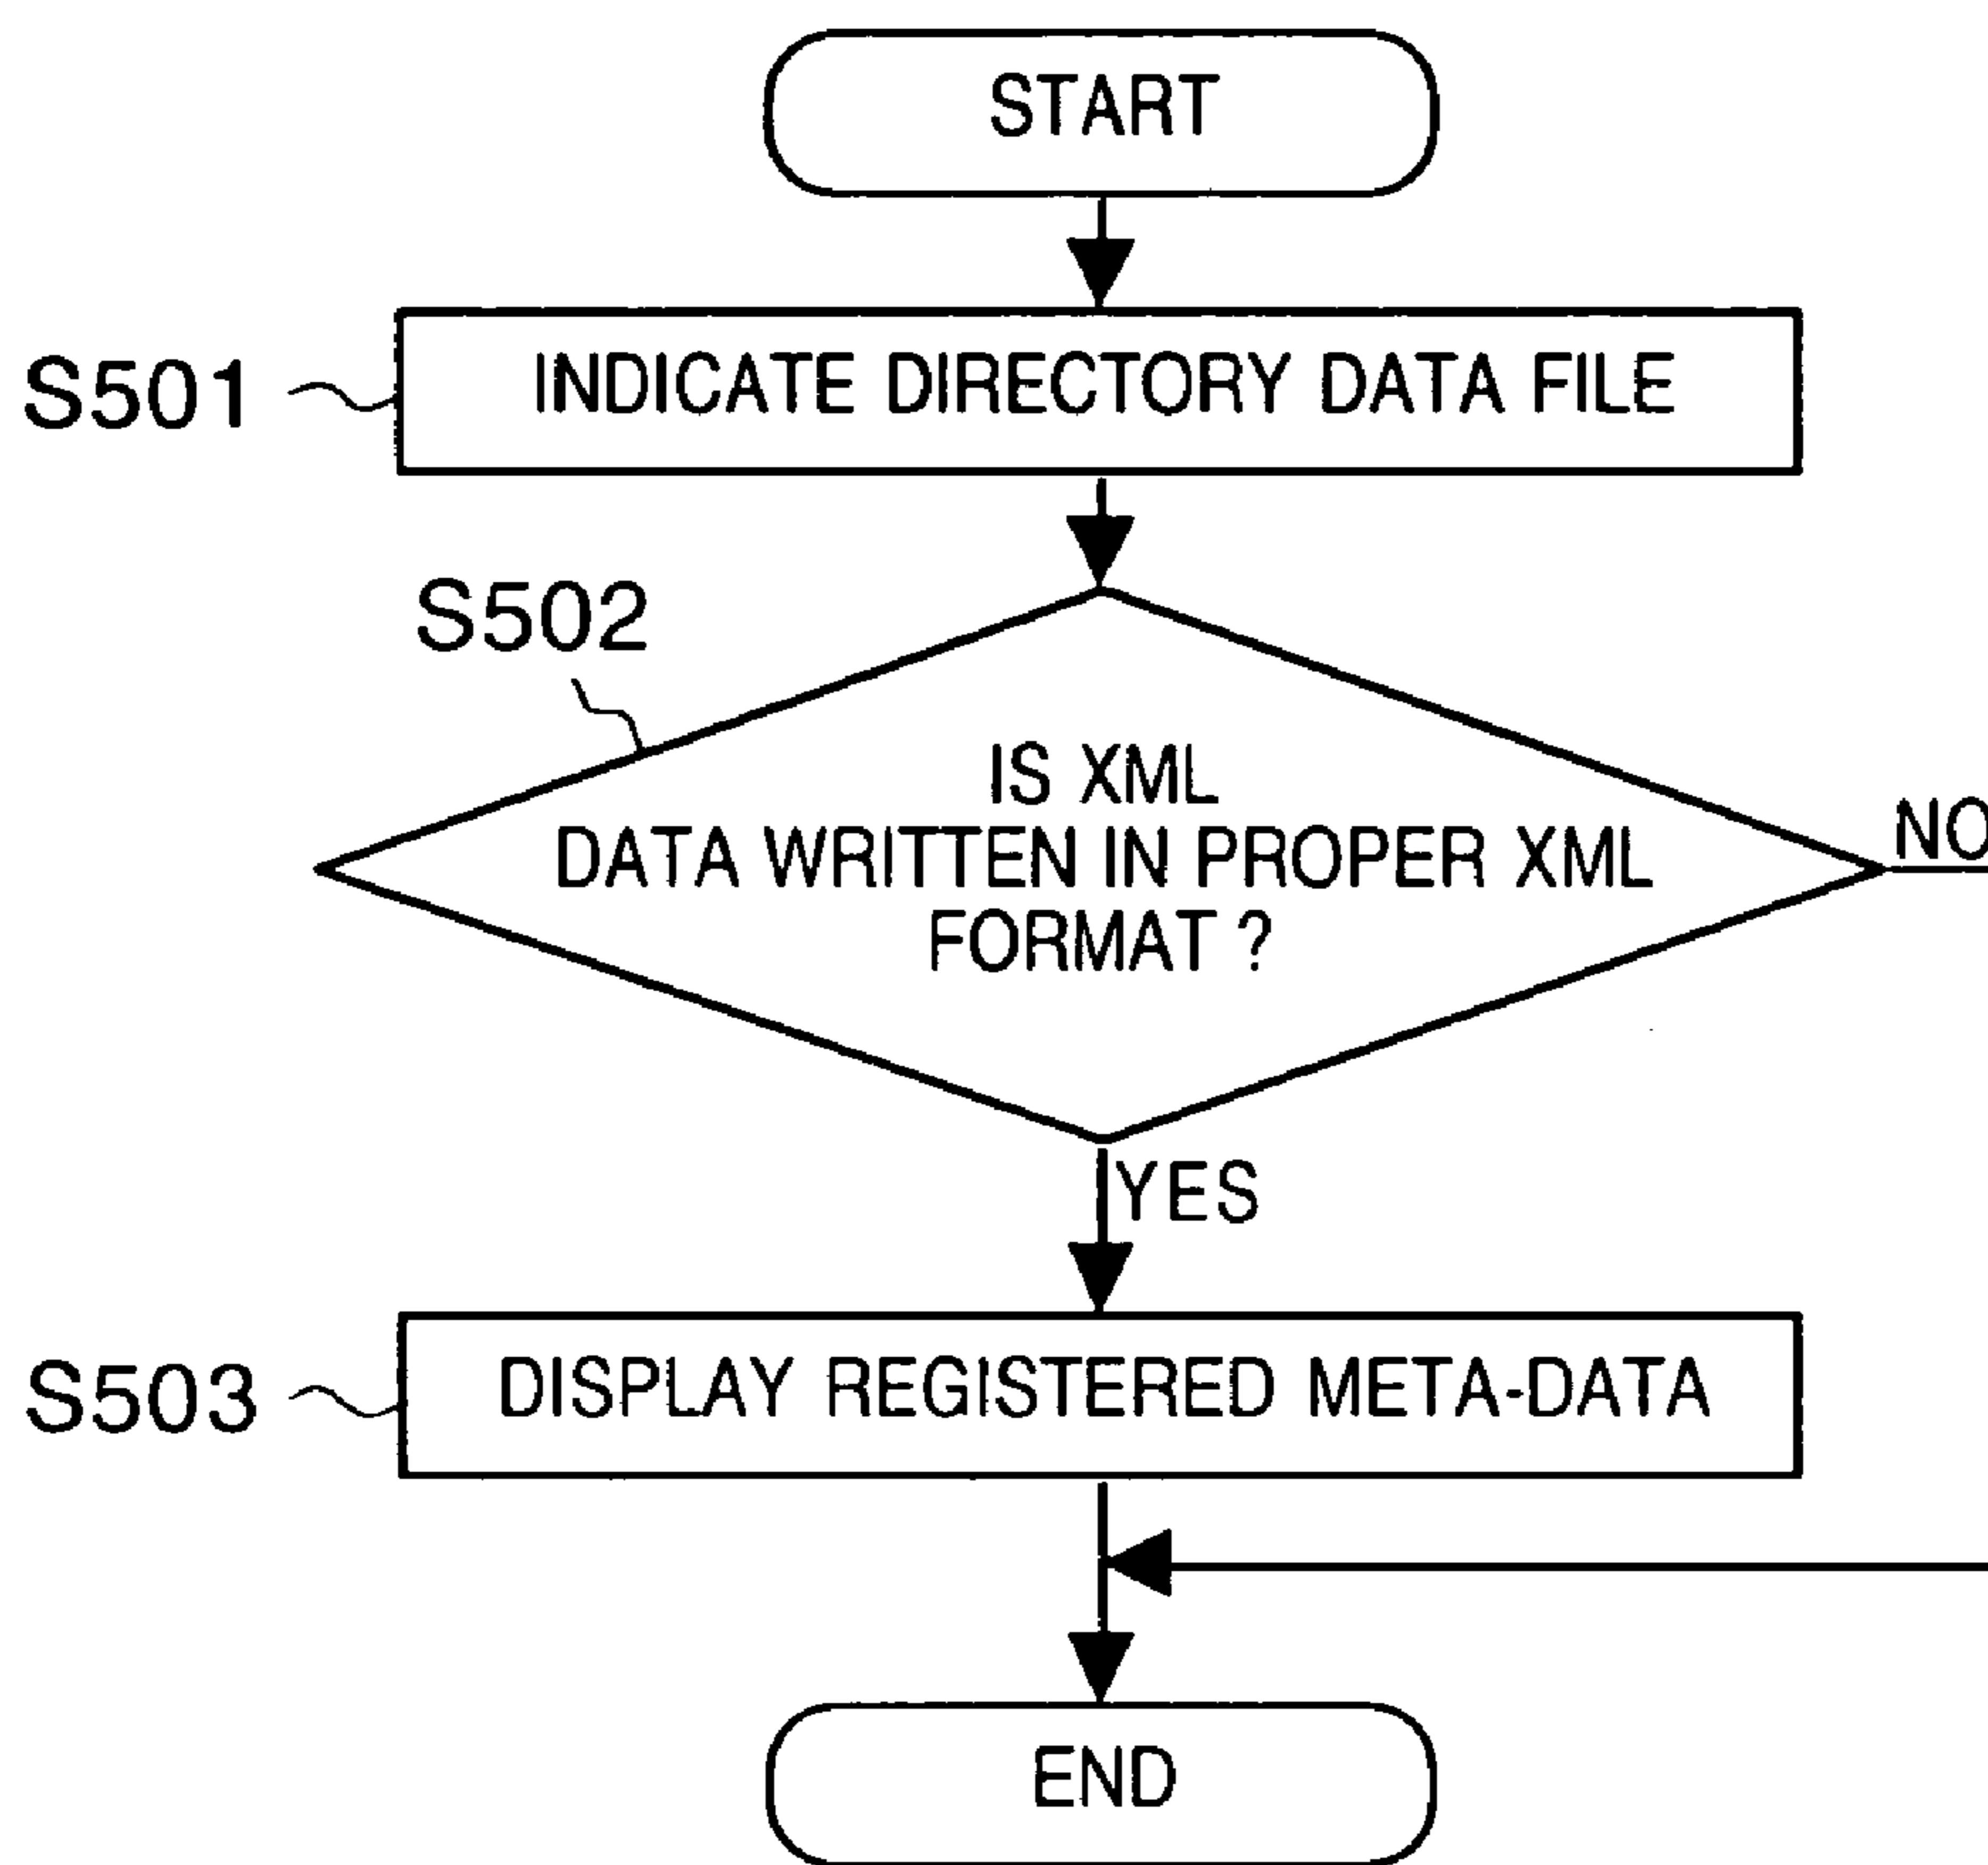 START
S501
INDICATE DIRECTORY DATA FILE
S502
IS XML
DATA WRITTEN IN PROPER XML
FORMAT ?
NO
YES
S503
DISPLAY REGISTERED META-DATA
END